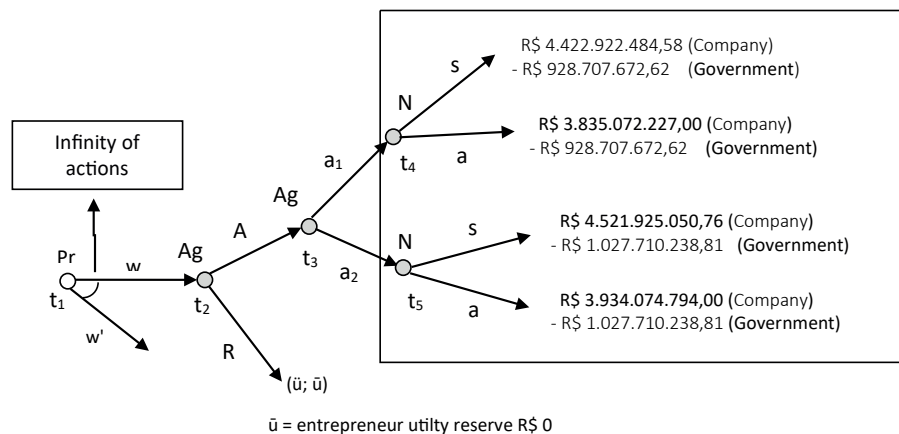 R$ 4.422.922.484,58 (Company)
- R$ 928.707.672,62 (Government)
s
N
R$ 3.835.072.227,00 (Company)
- R$ 928.707.672,62 (Government)
a
t4
Infinity of
actions
a1
Ag
A
t3
R$ 4.521.925.050,76 (Company)
- R$ 1.027.710.238,81 (Government)
s
N
a2
t5
R$ 3.934.074.794,00 (Company)
- R$ 1.027.710.238,81 (Government)
a
Pr
w
Ag
t1
t2
w'
R
(ü; ū)
ū = entrepreneur utilty reserve R$ 0